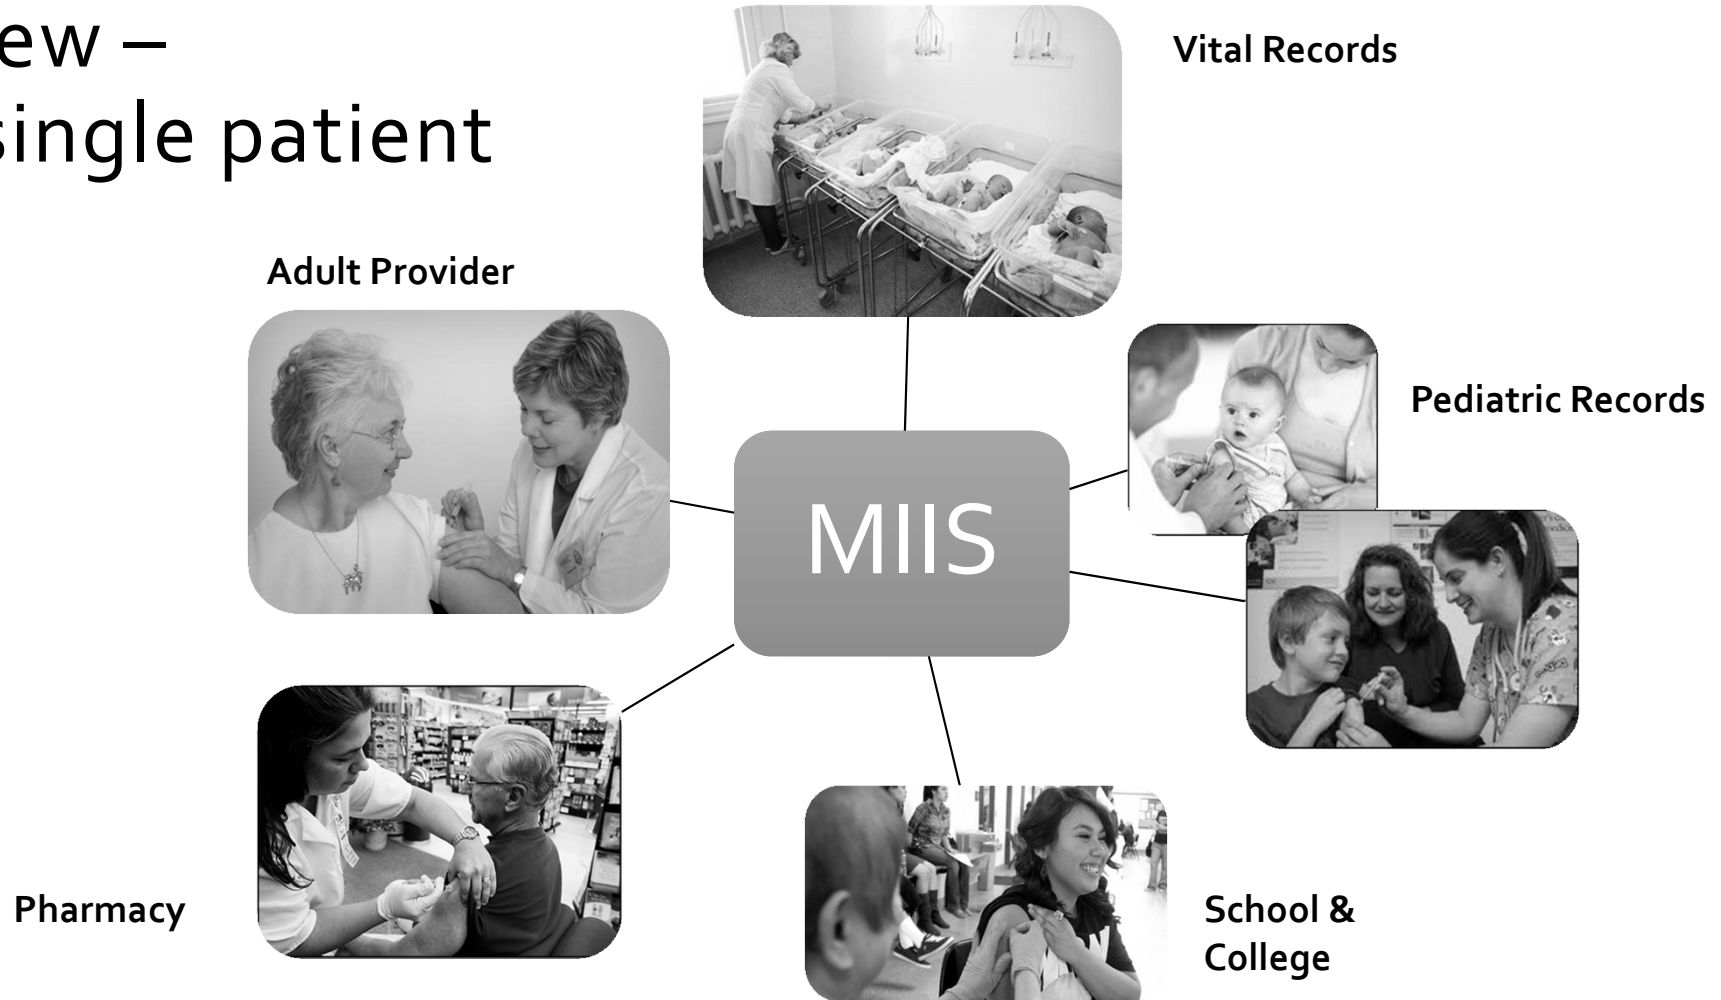 ew –
single patient
Vital Records
Adult Provider
Pediatric Records
MIIS
Pharmacy
School &
College